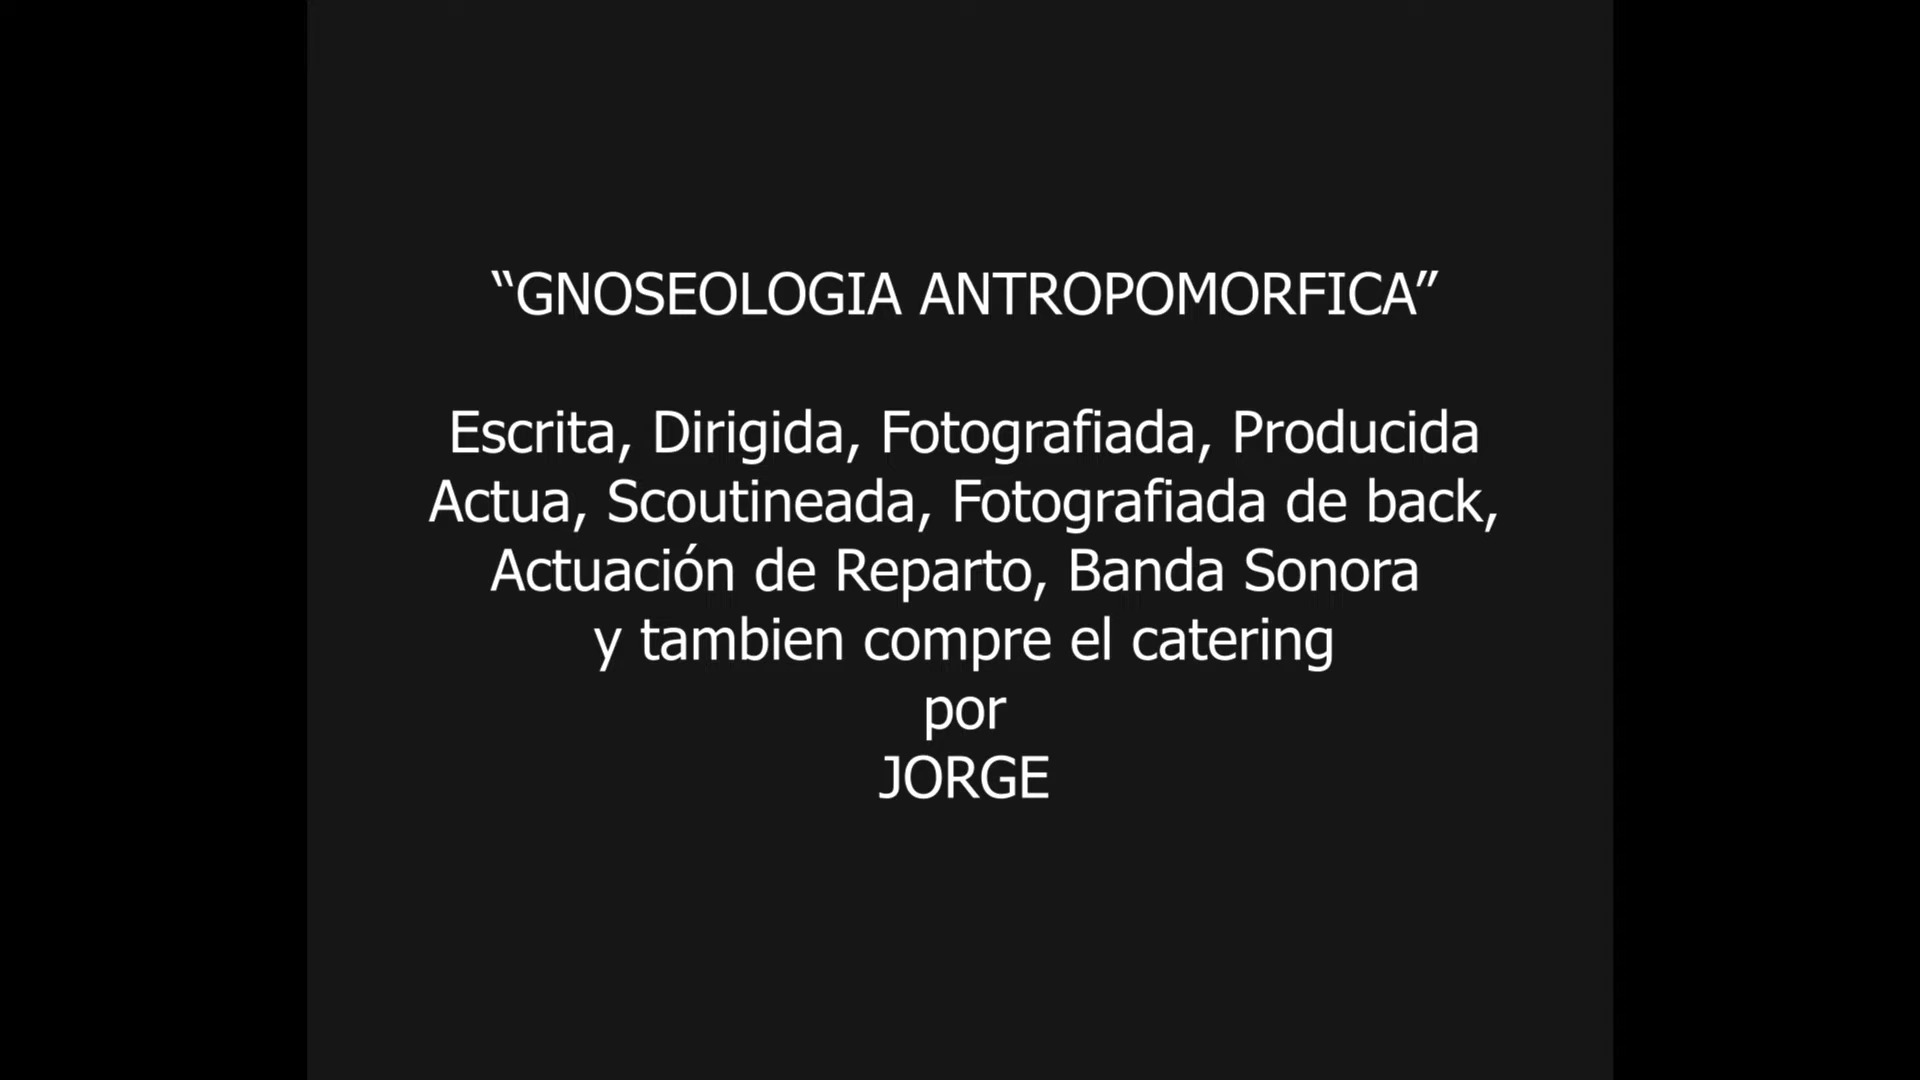 “GNOSEOLOGIA ANTROPOMORFICA”
Escrita, Dirigida, Fotografiada, Producida
Actua, Scoutineada, Fotografiada de back,
Actuación de Reparto, Banda Sonora
y tambien compre el catering
por
JORGE